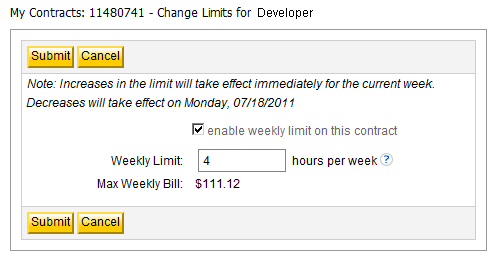 My Contracts: 11480741 - Change Limits for Developer
Submit Cancel
Note: Increases in the limit will take effect immediately for the current week.
Decreases will take effect on Monday, 07/18/2011
enable weekly limit on this contract
Weekly Limit: 4 hours per week ?
Max Weekly Bill: $111.12
Submit Cancel